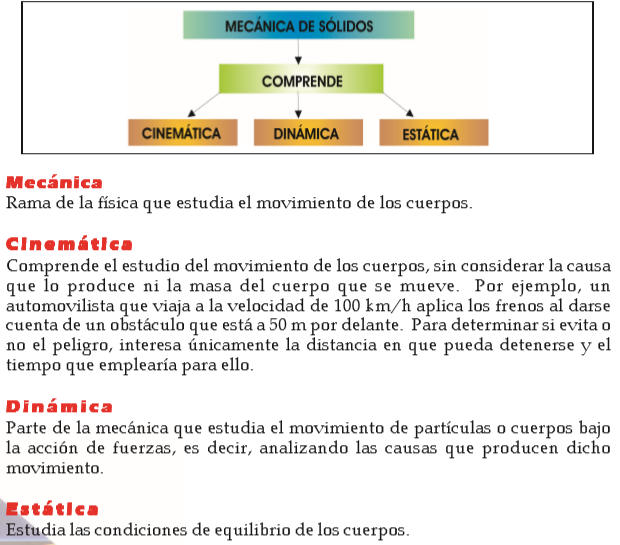 MECÁNICA DE SÓLIDOS
COMPRENDE
CINEMÁTICA
DINÁMICA
ESTÁTICA
Mecánica
Rama de la física que estudia el movimiento de los cuerpos.
Cinemática
Comprende el estudio del movimiento de los cuerpos, sin considerar la causa
que lo produce ni la masa del cuerpo que se mueve. Por ejemplo, un
automovilista que viaja a la velocidad de 100 km/h aplica los frenos al darse
cuenta de un obstáculo que está a 50 m por delante. Para determinar si evita o
no el peligro, interesa únicamente la distancia en que pueda detenerse y el
tiempo que emplearía para ello.
Dinámica
Parte de la mecánica que estudia el movimiento de partículas o cuerpos bajo
la acción de fuerzas, es decir, analizando las causas que producen dicho
movimiento.
Estática
Estudia las condiciones de equilibrio de los cuerpos.